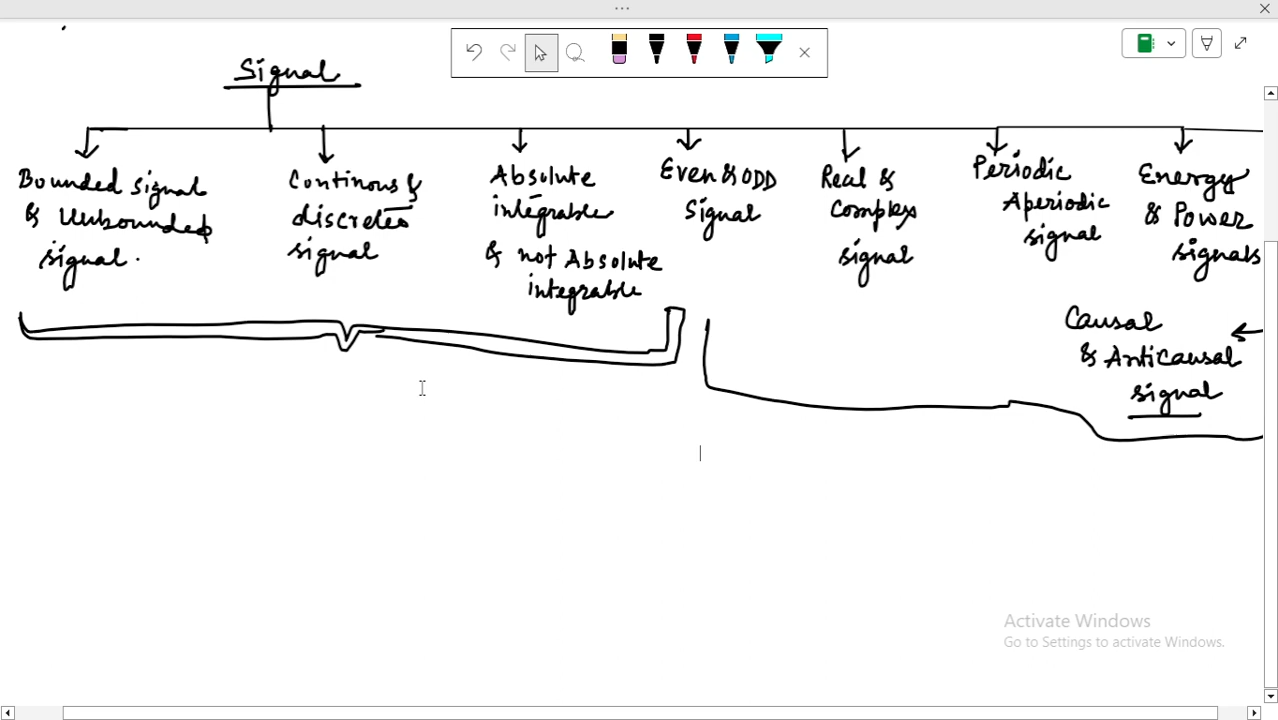 Signal
Bounded signal
& Unbounded
signal.
Continous &
discrete
signal
Absolute
integrable
& not Absolute
integrable
Even & ODD
Signal
Real &
Complex
signal
Periodic
Aperiodic
signal
Energy
& Power
signals
Causal
& Anticausal
signal
Activate Windows
Go to Settings to activate Windows.